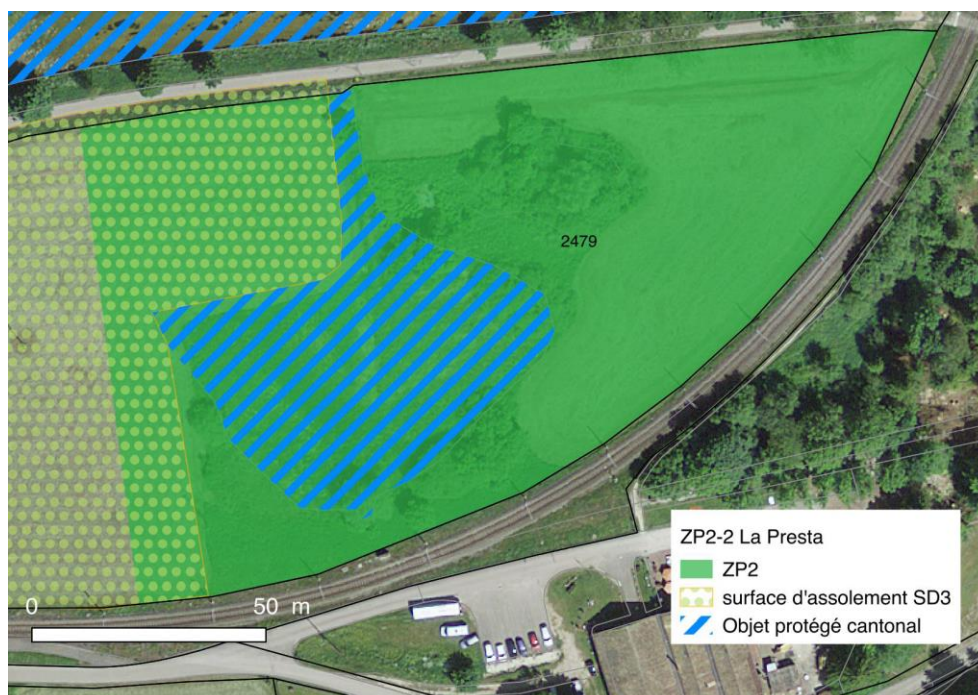 2479
0 50 m
ZP2-2 La Presta
ZP2
surface d'assolement SD3
Objet protégé cantonal